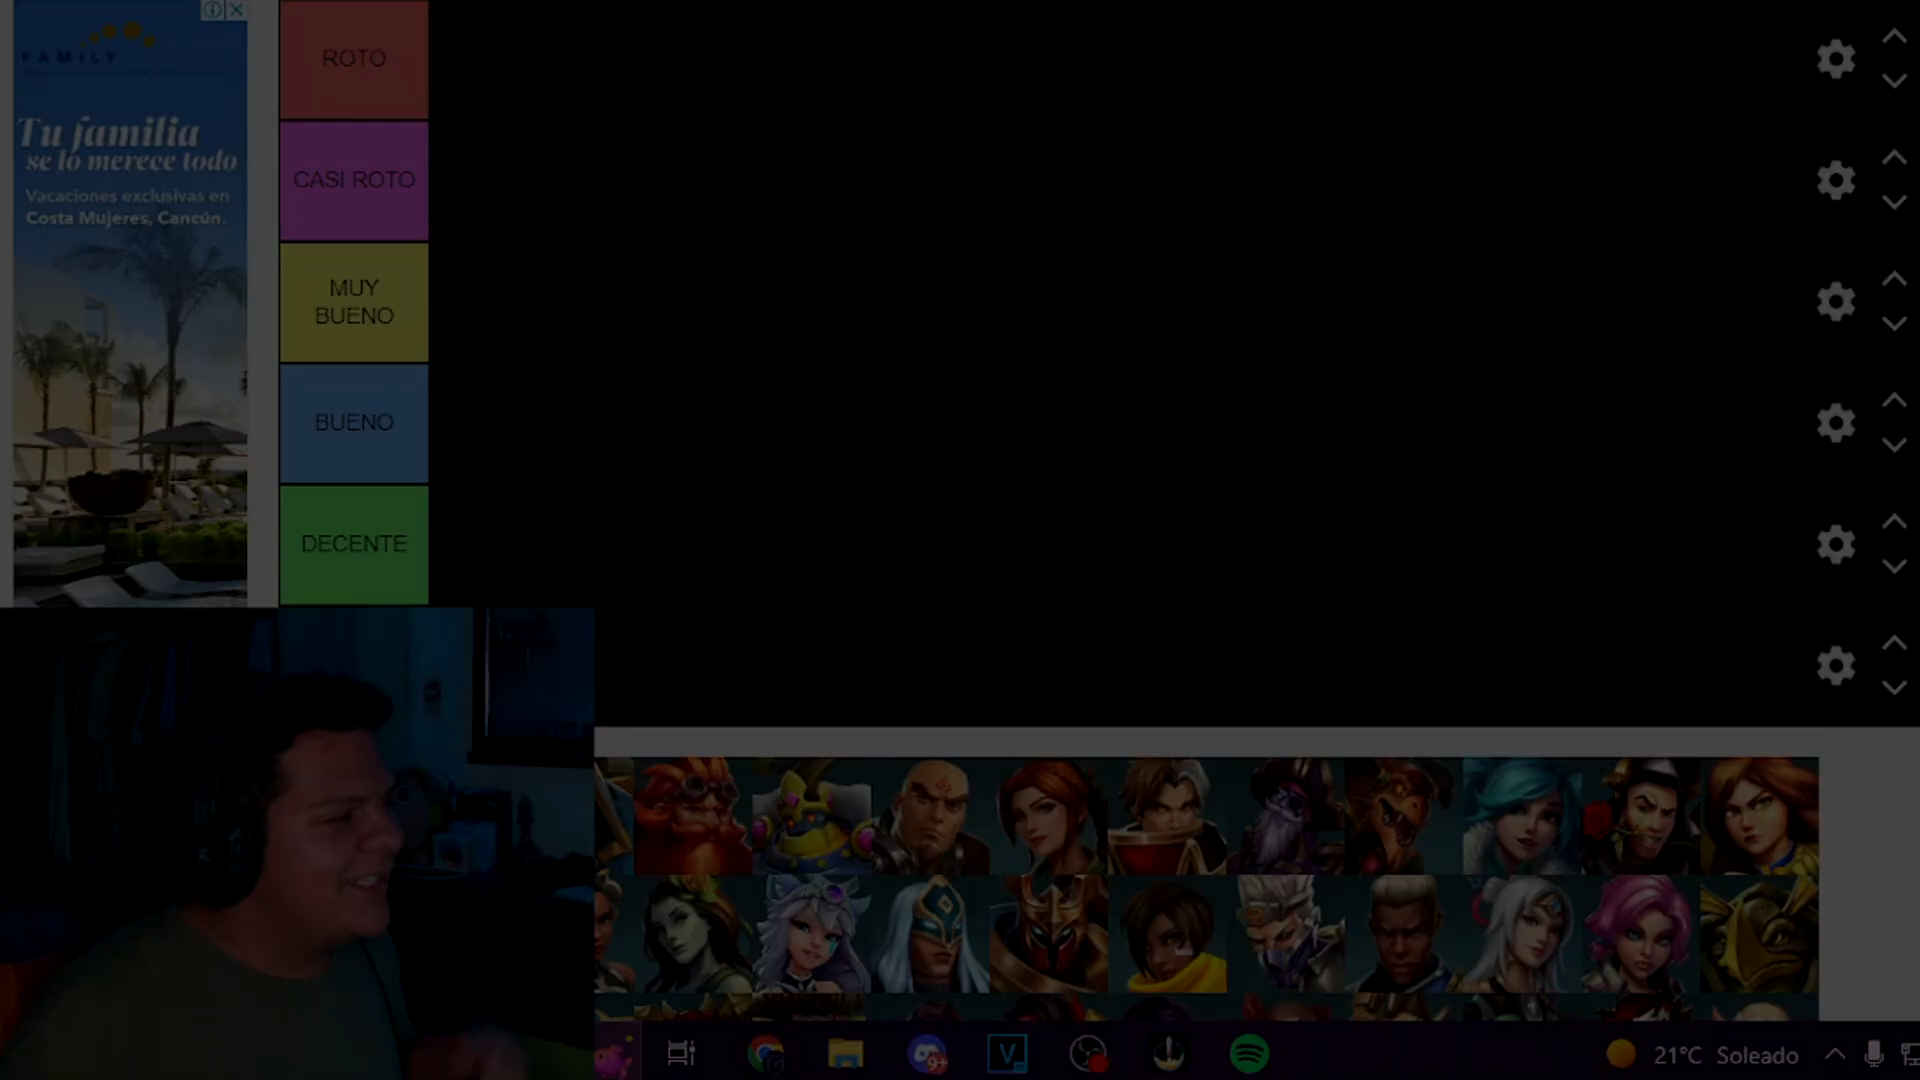 FAMILY
Tu familia
se lo merece todo
Vacaciones exclusivas en
Costa Mujeres, Cancún.
ROTO
CASI ROTO
MUY
BUENO
BUENO
DECENTE
9+
V
21°C Soleado